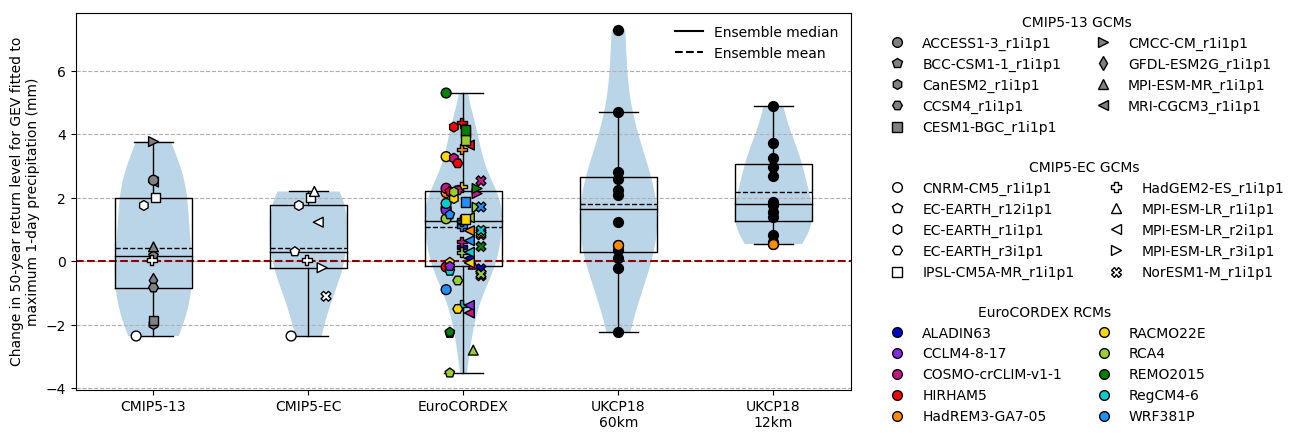 Change in 50-year return level for GEV fitted to
maximum 1-day precipitation (mm)
6
4
2
0
−2
−4
Ensemble median
Ensemble mean
CMIP5-13
CMIP5-EC
EuroCORDEX
UKCP18
60km
UKCP18
12km
CMIP5-13 GCMs
ACCESS1-3_r1i1p1
BCC-CSM1-1_r1i1p1
CanESM2_r1i1p1
CCSM4_r1i1p1
CESM1-BGC_r1i1p1
CMCC-CM_r1i1p1
GFDL-ESM2G_r1i1p1
MPI-ESM-MR_r1i1p1
MRI-CGCM3_r1i1p1
CMIP5-EC GCMs
CNRM-CM5_r1i1p1
EC-EARTH_r12i1p1
EC-EARTH_r1i1p1
EC-EARTH_r3i1p1
IPSL-CM5A-MR_r1i1p1
HadGEM2-ES_r1i1p1
MPI-ESM-LR_r1i1p1
MPI-ESM-LR_r2i1p1
MPI-ESM-LR_r3i1p1
NorESM1-M_r1i1p1
EuroCORDEX RCMs
ALADIN63
CCLM4-8-17
COSMO-crCLIM-v1-1
HIRHAM5
HadREM3-GA7-05
RACMO22E
RCA4
REMO2015
RegCM4-6
WRF381P